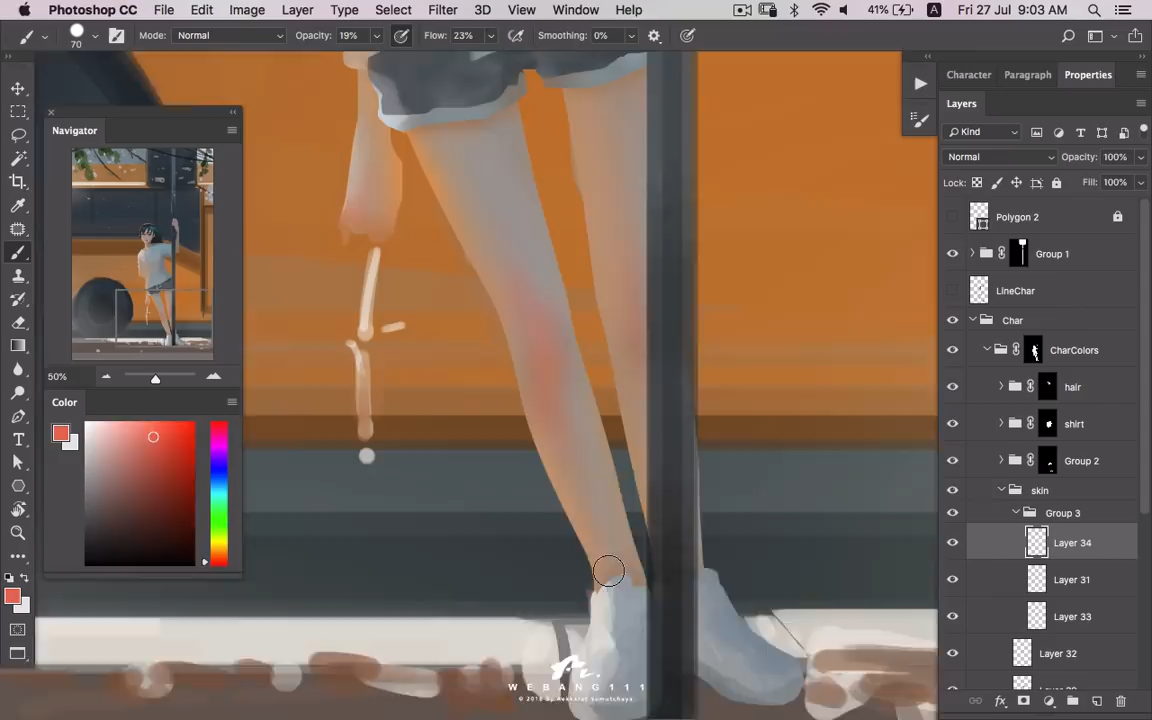 Photoshop CC File Edit Image Layer Type Select Filter 3D View Window Help 41% A Fri 27 Jul 9:03 AM
70 Mode: Normal Opacity: 19% Flow: 23% Smoothing: 0%
Character Paragraph Properties
Layers
Navigator
Kind
Normal Opacity: 100%
Lock: Fill: 100%
Polygon 2
Group 1
LineChar
Char
CarColors
hair
shirt
Group 2
skin
Group 3
Layer 34
Layer 31
Layer 33
Layer 32
50%
Color
WEBANG111